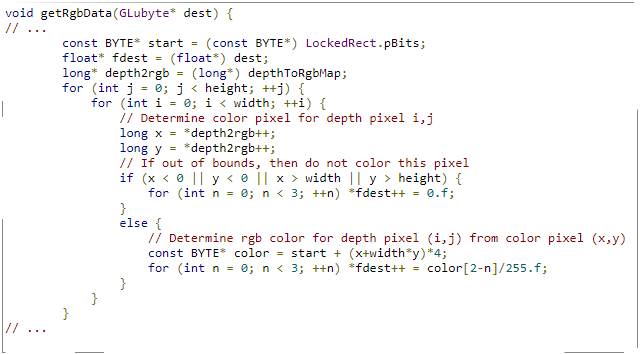 void getRgbData(GLubyte* dest) {
// ...
        const BYTE* start = (const BYTE*) LockedRect.pBits;
        float* fdest = (float*) dest;
        long* depth2rgb = (long*) depthToRgbMap;
        for (int j = 0; j < height; ++j) {
            for (int i = 0; i < width; ++i) {
                // Determine color pixel for depth pixel i,j
                long x = *depth2rgb++;
                long y = *depth2rgb++;
                // If out of bounds, then do not color this pixel
                if (x < 0 || y < 0 || x > width || y > height) {
                    for (int n = 0; n < 3; ++n) *fdest++ = 0.f;
                }
                else {
                    // Determine rgb color for depth pixel (i,j) from color pixel (x,y)
                    const BYTE* color = start + (x+width*y)*4;
                    for (int n = 0; n < 3; ++n) *fdest++ = color[2-n]/255.f;
                }
            }
        }
// ...